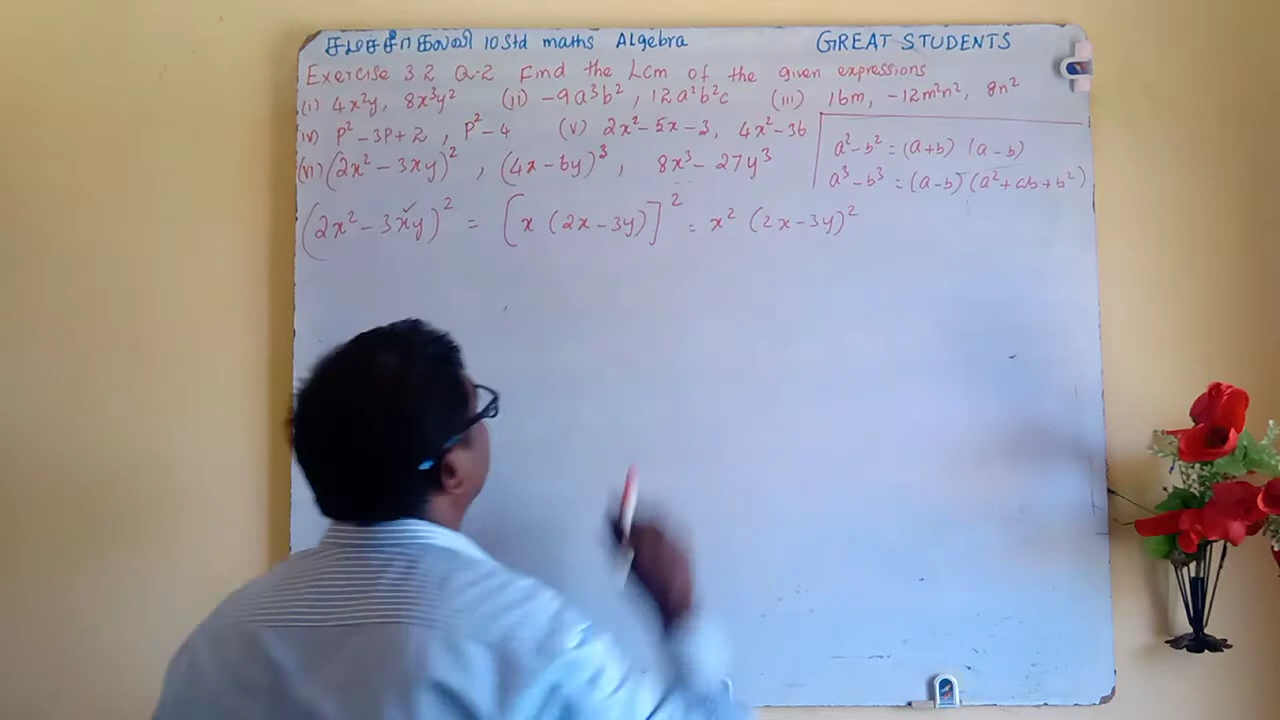 சமச்சீர் கல்வி 10 Std maths Algebra GREAT STUDENTS
Exercise 3 2 Q-2 Find the LCm of the given expressions
(i) 4x²y, 8x³y² (ii) -9a³b², 12a²b²c (iii) 16m, -12m²n², 8n²
iv) p² - 3p + 2, p² - 4 (v) 2x² - 5x - 3, 4x² - 36
(vi) (2x² - 3xy)², (4x - 6y)³, 8x³ - 27y³
a² - b² = (a+b) (a-b)
a³ - b³ = (a-b) (a² + ab + b²)
(2x² - 3xy)² = [x (2x - 3y)]² = x² (2x - 3y)²